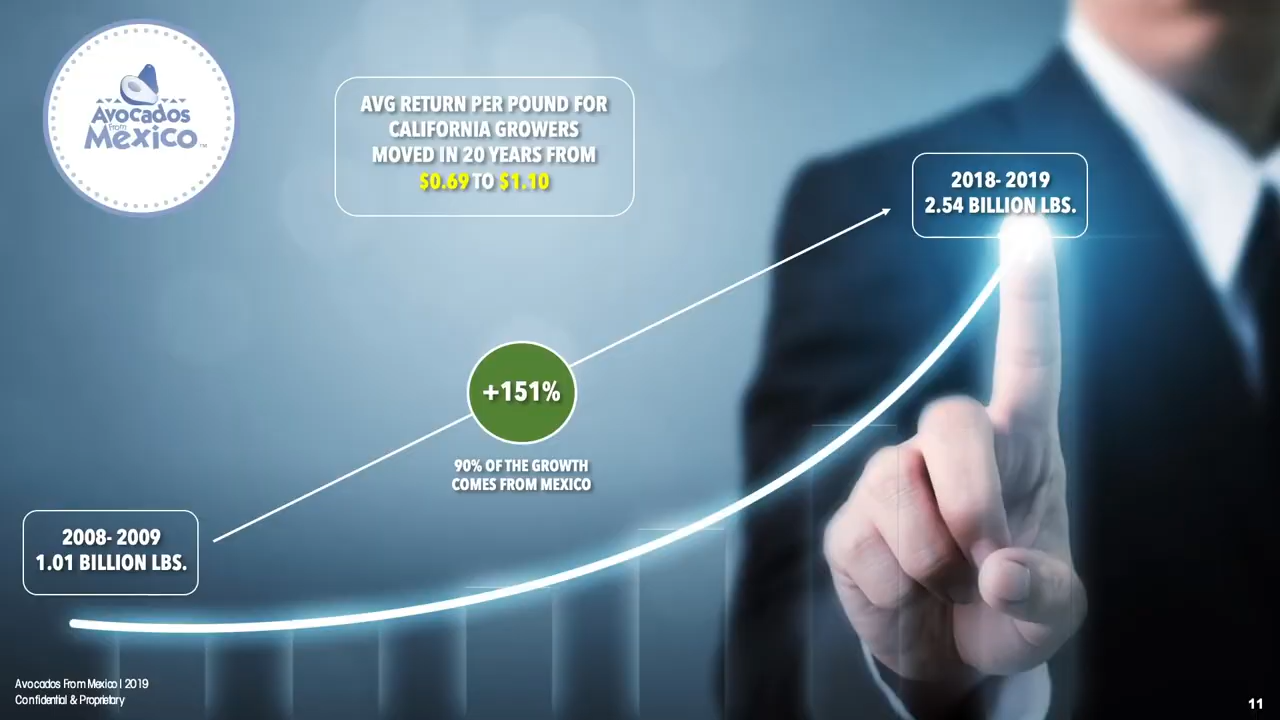 Avocados
from
Mexico™
AVG RETURN PER POUND FOR
CALIFORNIA GROWERS
MOVED IN 20 YEARS FROM
$0.69 TO $1.10
2018- 2019
2.54 BILLION LBS.
+151%
90% OF THE GROWTH
COMES FROM MEXICO
2008- 2009
1.01 BILLION LBS.
Avocados From Mexico | 2019
Confidential & Proprietary
11